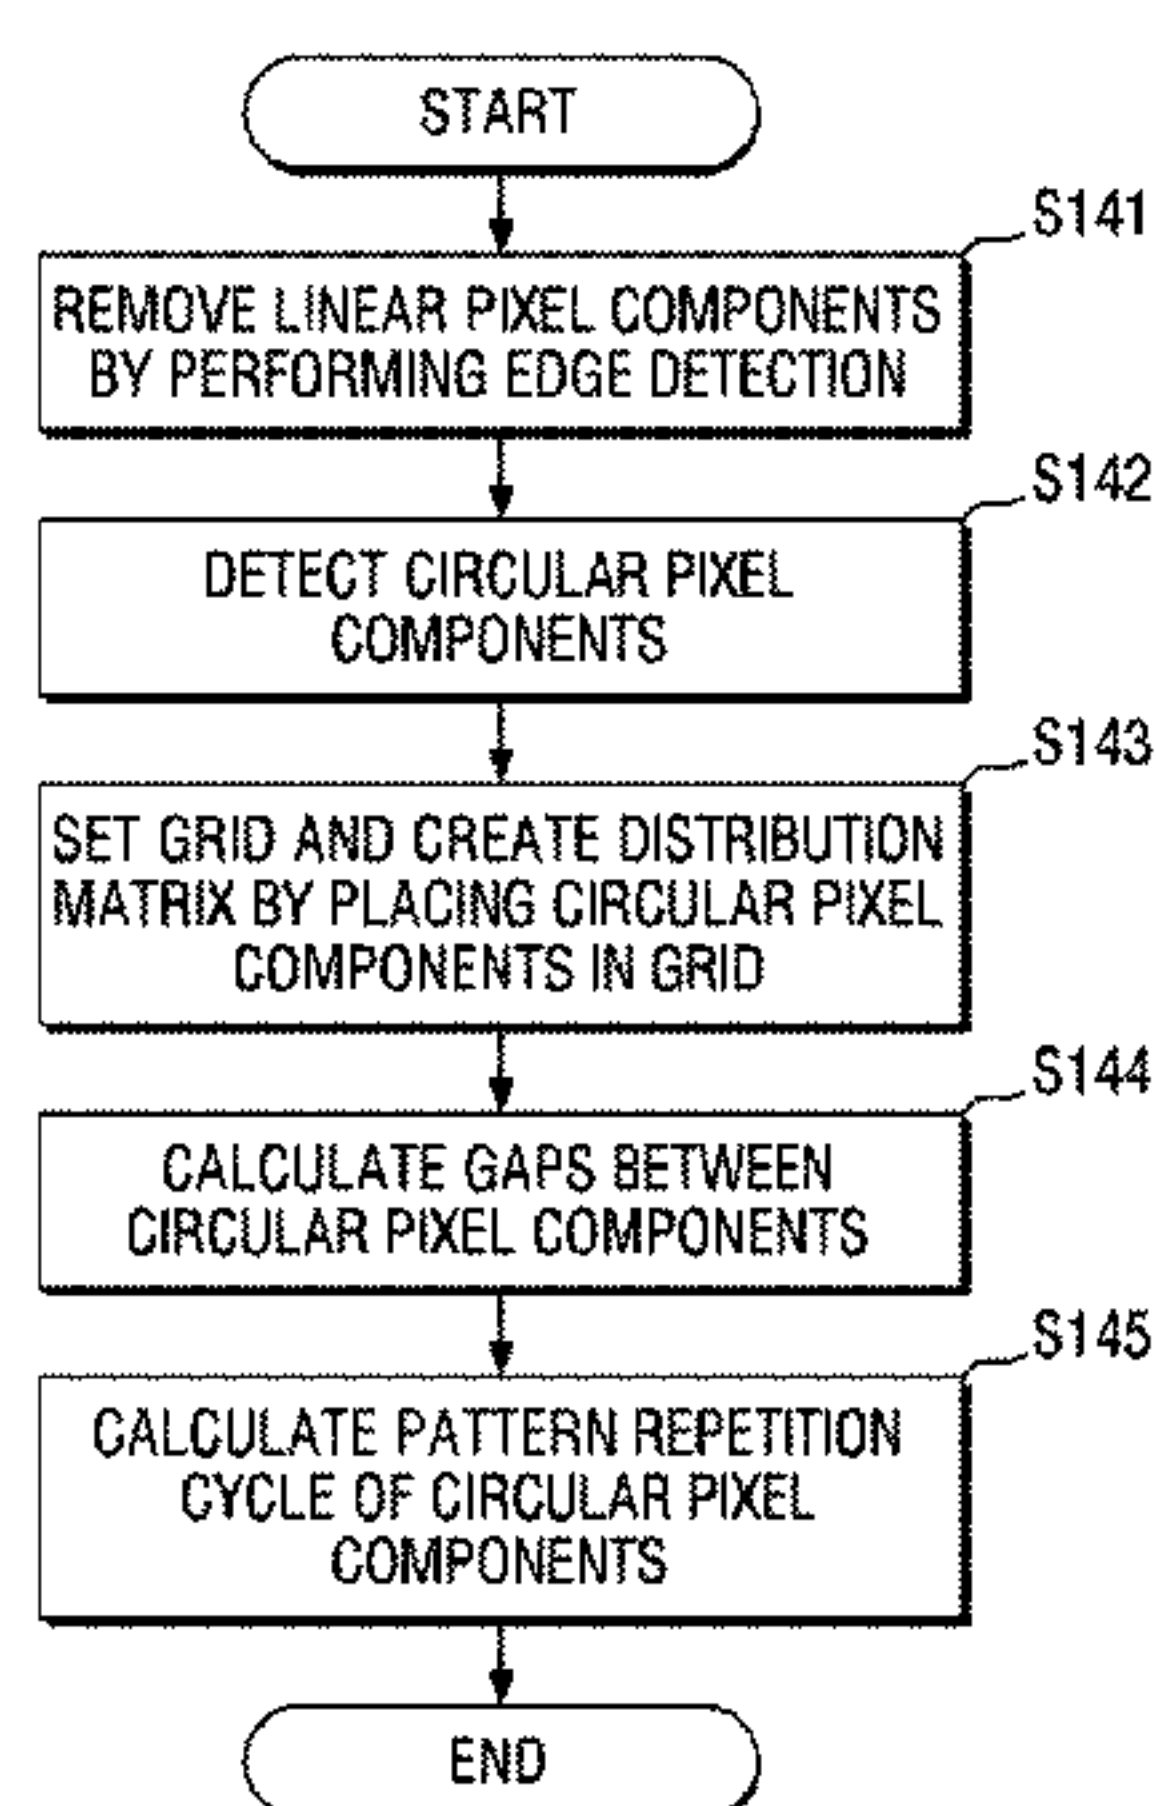 START
S141
REMOVE LINEAR PIXEL COMPONENTS
BY PERFORMING EDGE DETECTION
S142
DETECT CIRCULAR PIXEL
COMPONENTS
S143
SET GRID AND CREATE DISTRIBUTION
MATRIX BY PLACING CIRCULAR PIXEL
COMPONENTS IN GRID
S144
CALCULATE GAPS BETWEEN
CIRCULAR PIXEL COMPONENTS
S145
CALCULATE PATTERN REPETITION
CYCLE OF CIRCULAR PIXEL
COMPONENTS
END